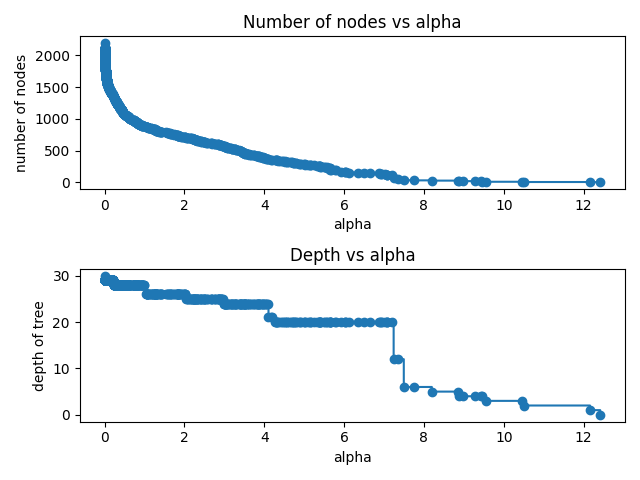 Number of nodes vs alpha
2000
1500
1000
500
0
number of nodes
0 2 4 6 8 10 12
alpha
Depth vs alpha
30
20
10
0
depth of tree
0 2 4 6 8 10 12
alpha